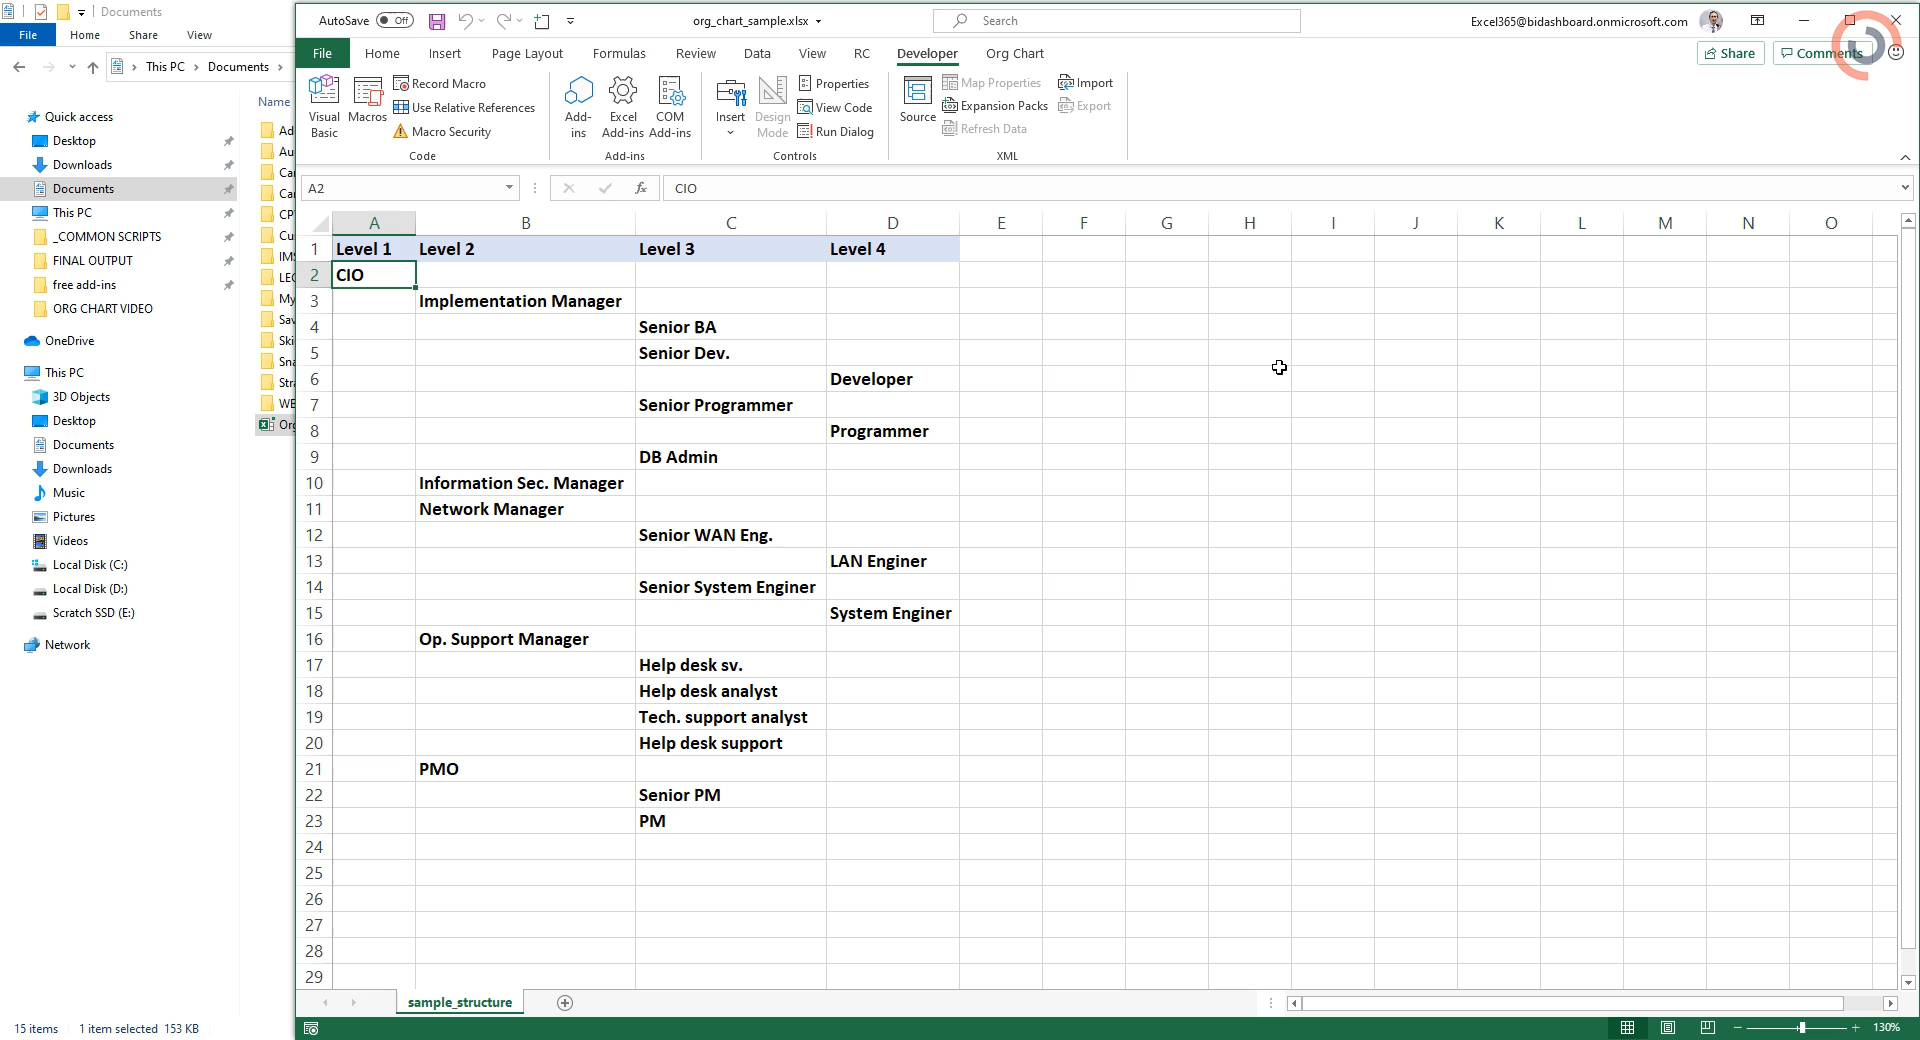 Documents
File Home Share View
This PC > Documents >
Quick access
Desktop
Downloads
Documents
This PC
_COMMON SCRIPTS
FINAL OUTPUT
free add-ins
ORG CHART VIDEO
OneDrive
This PC
3D Objects
Desktop
Documents
Downloads
Music
Pictures
Videos
Local Disk (C:)
Local Disk (D:)
Scratch SSD (E:)
Network
15 items 1 item selected 153 KB
Name
AutoSave Off org_chart_sample.xlsx Search Excel365@bidashboard.onmicrosoft.com
File Home Insert Page Layout Formulas Review Data View RC Developer Org Chart Share Comments
Visual Basic
Macros
Record Macro
Use Relative References
Macro Security
Code
Add-ins
Excel Add-ins
COM Add-ins
Add-ins
Insert
Design Mode
Properties
View Code
Run Dialog
Controls
Source
Map Properties
Expansion Packs
Refresh Data
Import
Export
XML
A2 fx CIO
A B C D E F G H I J K L M N O
1 Level 1 Level 2 Level 3 Level 4
2 CIO
3 Implementation Manager
4 Senior BA
5 Senior Dev.
6 Developer
7 Senior Programmer
8 Programmer
9 DB Admin
10 Information Sec. Manager
11 Network Manager
12 Senior WAN Eng.
13 LAN Enginer
14 Senior System Enginer
15 System Enginer
16 Op. Support Manager
17 Help desk sv.
18 Help desk analyst
19 Tech. support analyst
20 Help desk support
21 PMO
22 Senior PM
23 PM
24
25
26
27
28
29
sample_structure
130%